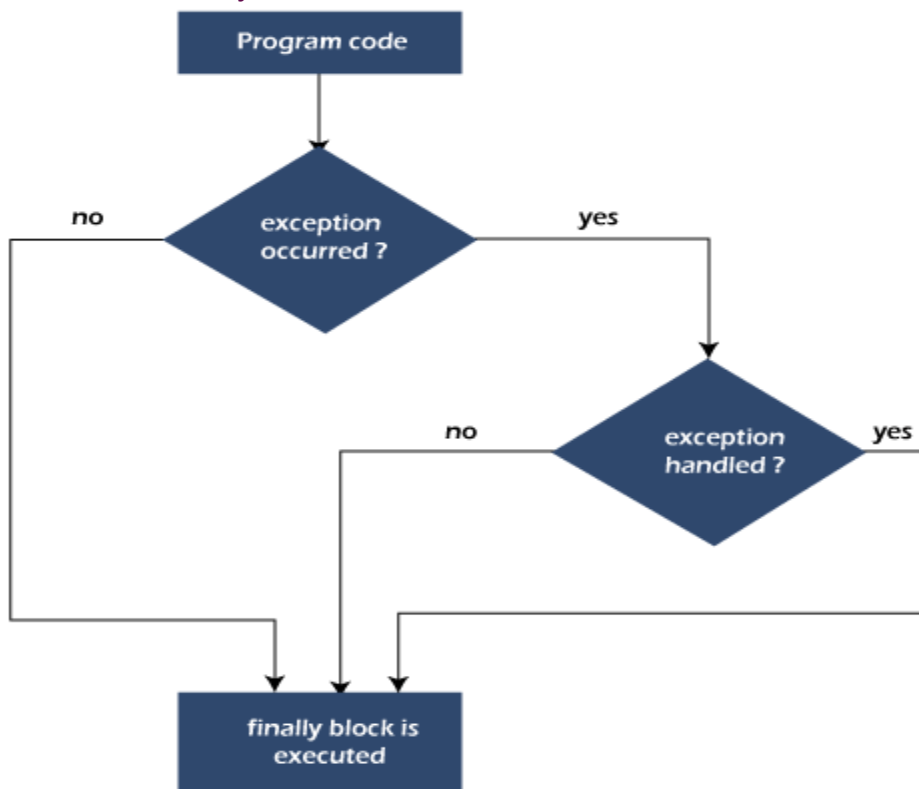 Program code
no
exception
occurred ?
yes
no
exception
handled ?
yes
finally block is
executed